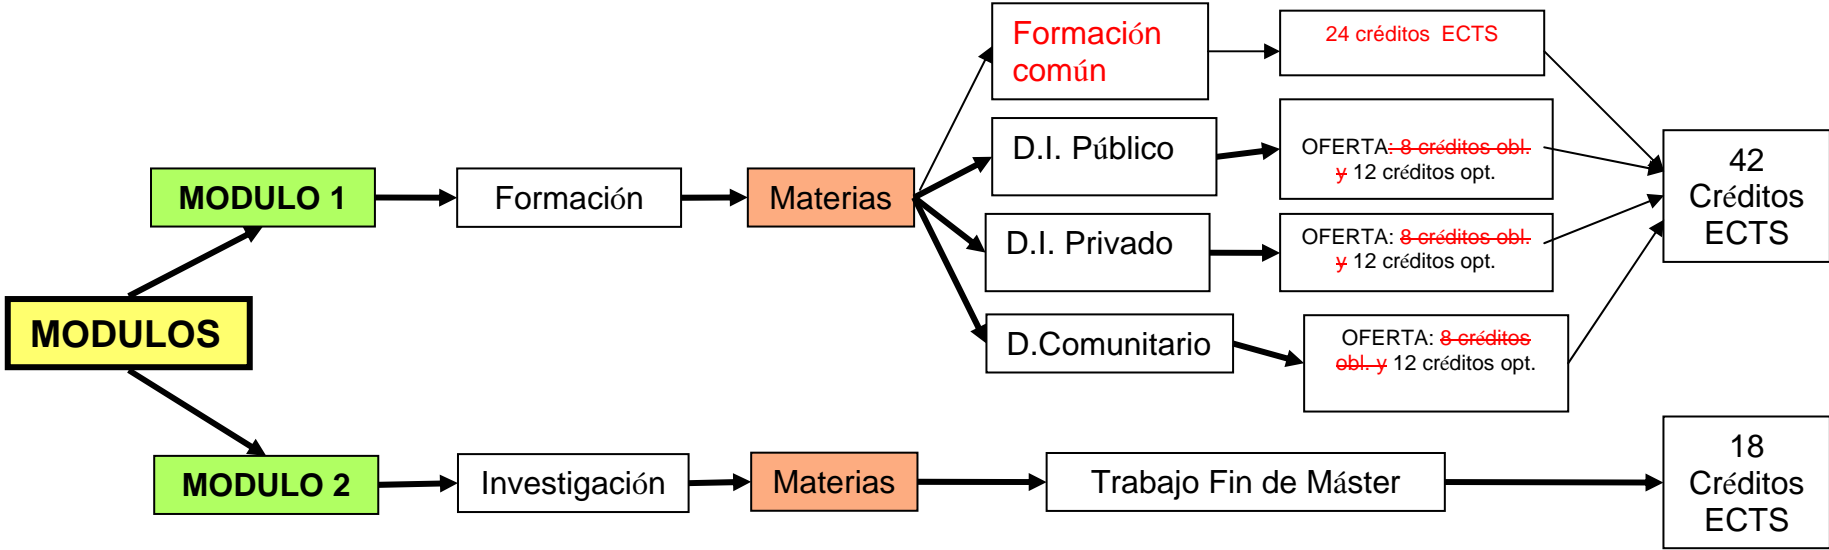 Formación
común
24 créditos  ECTS
D.I. Público
OFERTA: 8 créditos obl.
y 12 créditos opt.
42
Créditos
ECTS
MODULO 1
Formación
Materias
D.I. Privado
OFERTA: 8 créditos obl.
y 12 créditos opt.
MODULOS
D.Comunitario
OFERTA: 8 créditos
obl. y 12 créditos opt.
MODULO 2
Investigación
Materias
Trabajo Fin de Máster
18
Créditos
ECTS